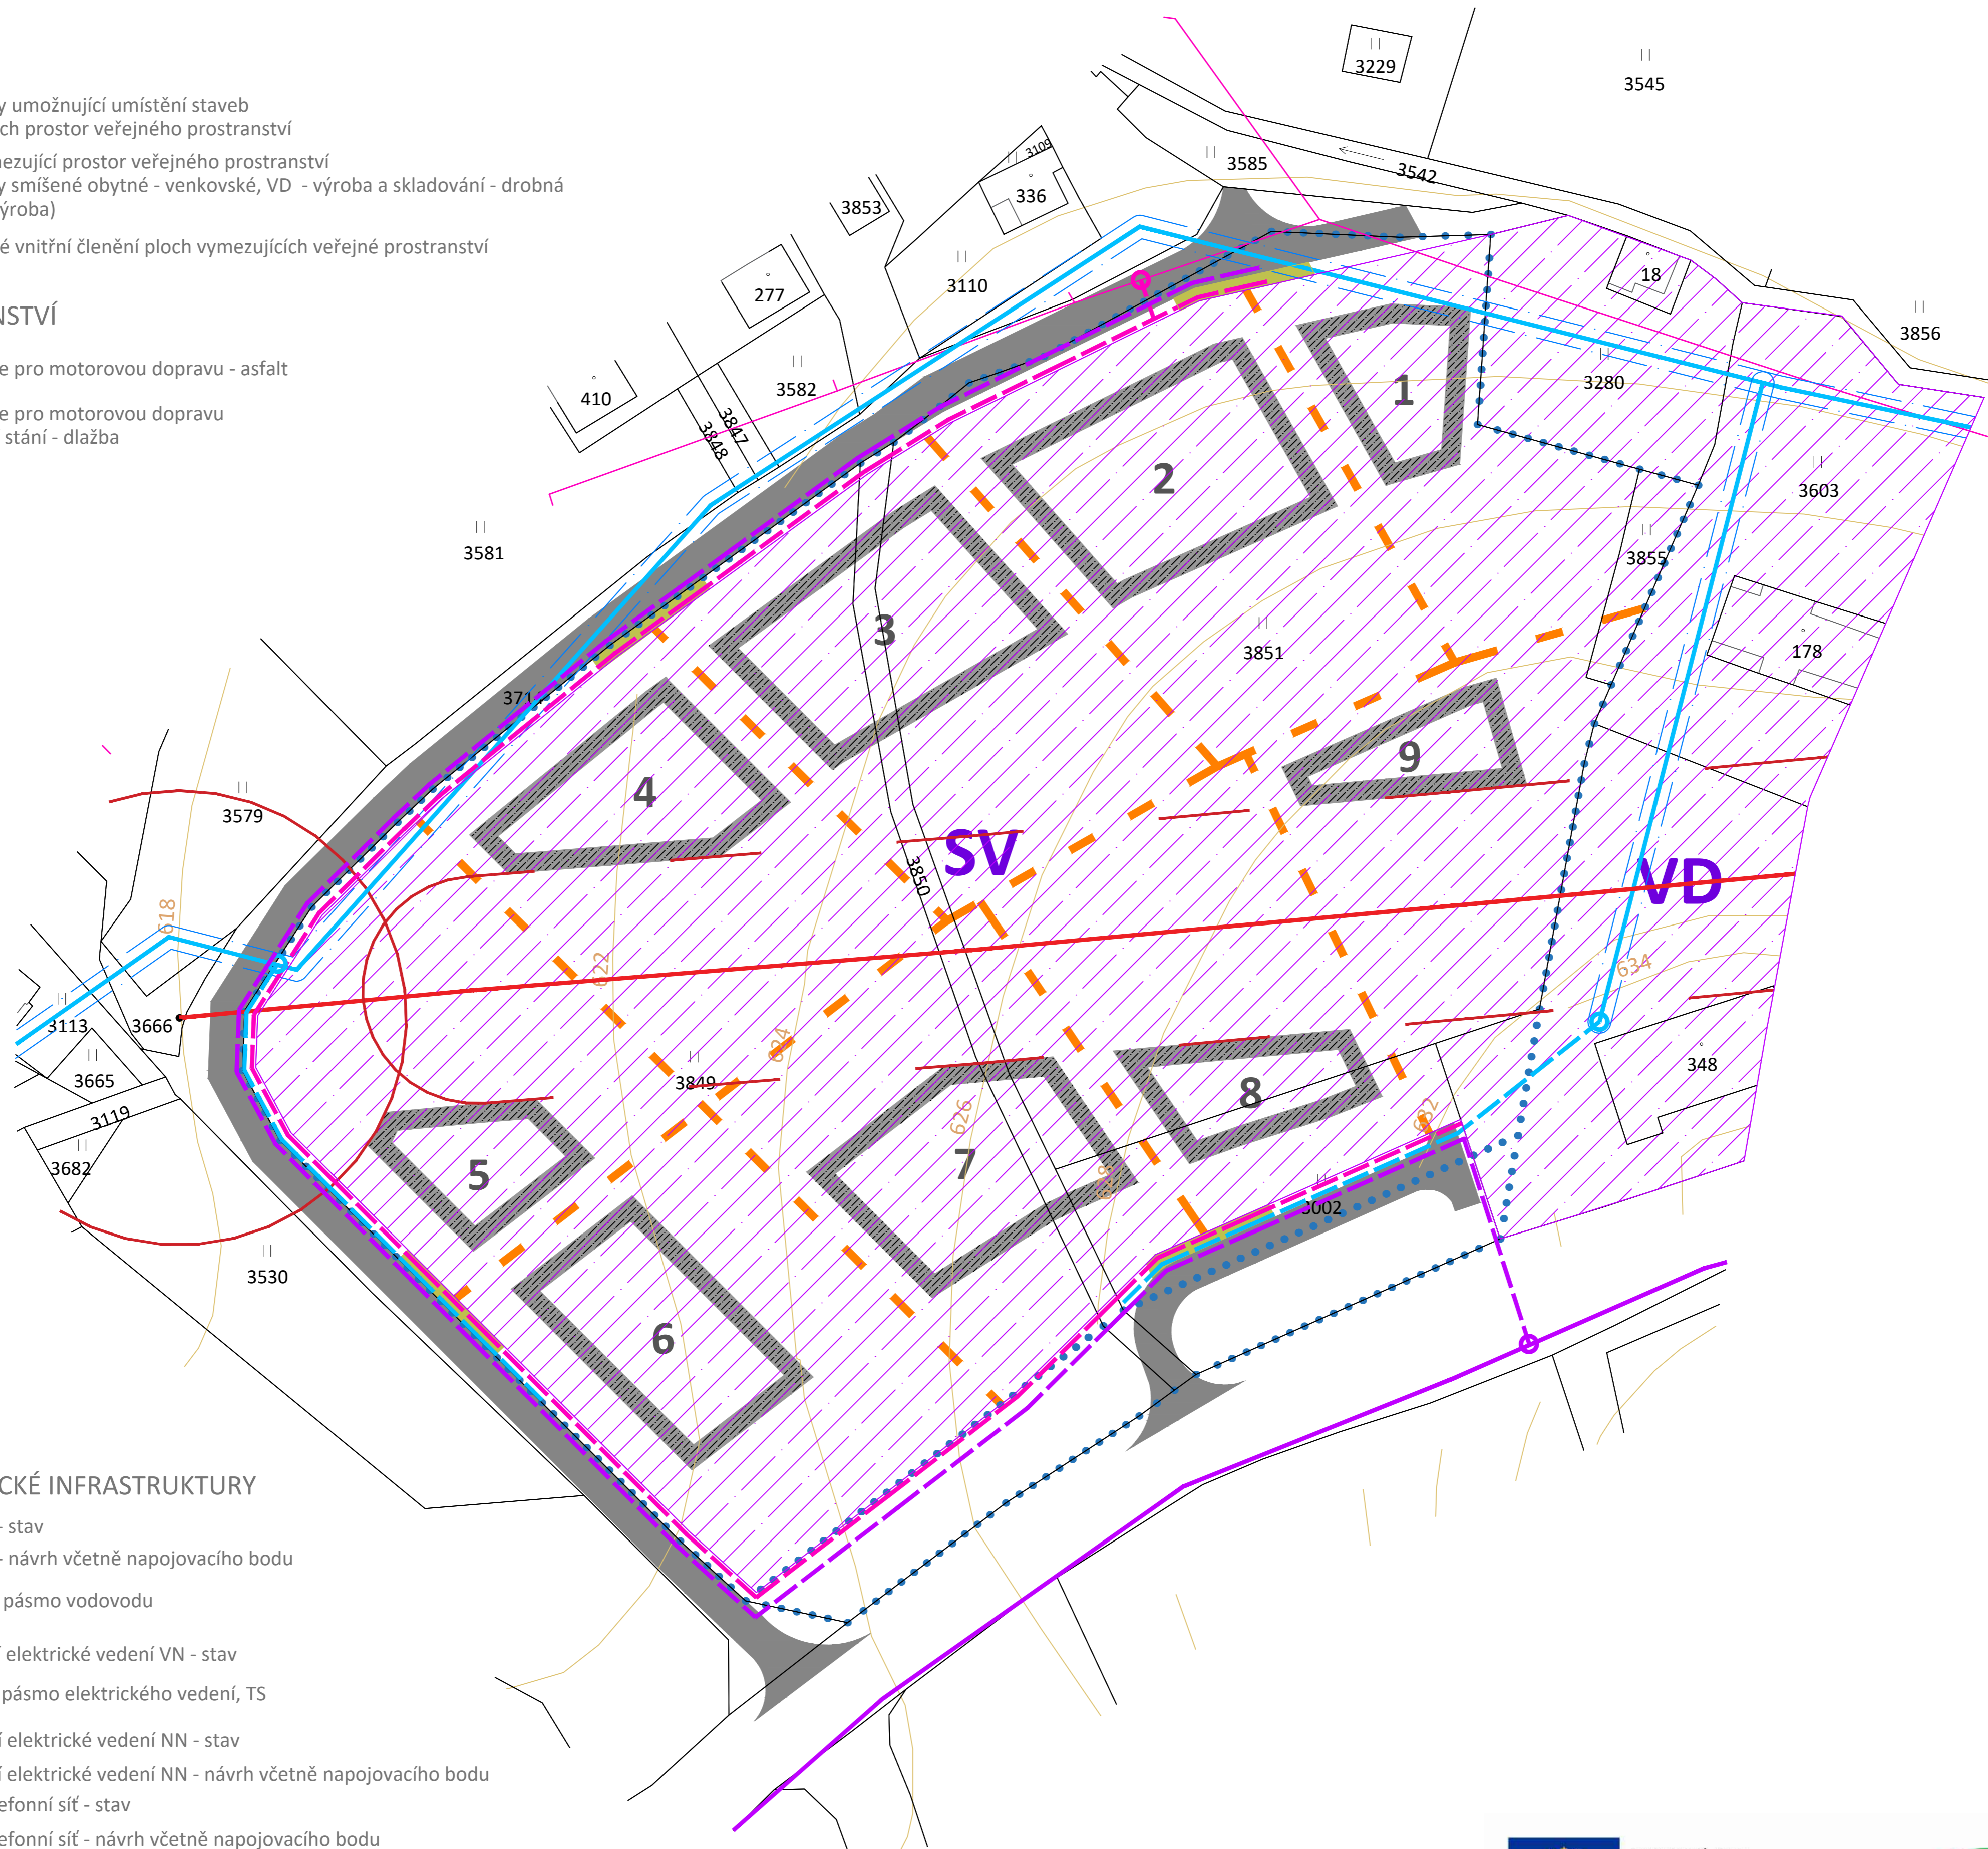 y umožnující umístění staveb
ch prostor veřejného prostranství
ezující prostor veřejného prostranství
y smíšené obytné - venkovské, VD - výroba a skladování - drobná
ýroba)
é vnitřní členění ploch vymezujících veřejné prostranství
NSTVÍ
e pro motorovou dopravu - asfalt
e pro motorovou dopravu
stání - dlažba
3229
3545
3542
3585
3109
336
3853
3110
277
3582
410
3847
3848
3581
18
3856
3280
3603
3855
178
3851
1
2
3
4
9
3714
3579
SV
VD
3850
618
622
624
626
628
632
634
3113
3666
3665
3119
3682
3849
348
5
6
7
8
3002
3530
CKÉ INFRASTRUKTURY
- stav
- návrh včetně napojovacího bodu
pásmo vodovodu
í elektrické vedení VN - stav
pásmo elektrického vedení, TS
í elektrické vedení NN - stav
í elektrické vedení NN - návrh včetně napojovacího bodu
efonní síť - stav
efonní síť - návrh včetně napojovacího bodu